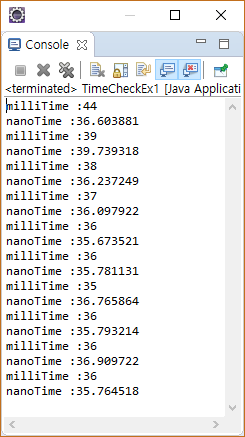 Console
<terminated> TimeCheckEx1 [Java Applicati
milliTime :44
nanoTime :36.603881
milliTime :39
nanoTime :39.739318
milliTime :38
nanoTime :36.237249
milliTime :37
nanoTime :36.097922
milliTime :36
nanoTime :35.673521
milliTime :36
nanoTime :35.781131
milliTime :35
nanoTime :36.765864
milliTime :36
nanoTime :35.793214
milliTime :36
nanoTime :36.909722
milliTime :36
nanoTime :35.764518